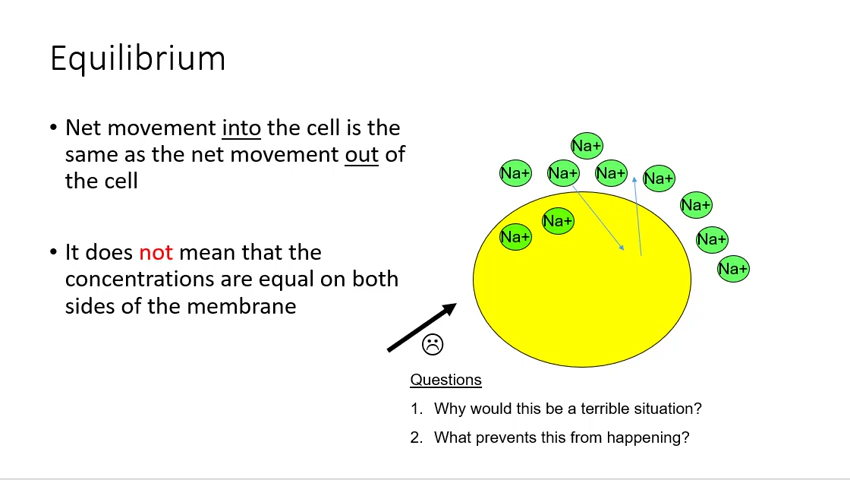 Equilibrium
• Net movement into the cell is the
same as the net movement out of
the cell
• It does not mean that the
concentrations are equal on both
sides of the membrane
Na+
Na+ Na+ Na+ Na+
Na+
Na+
Na+
Na+
Na+
Questions
1. Why would this be a terrible situation?
2. What prevents this from happening?